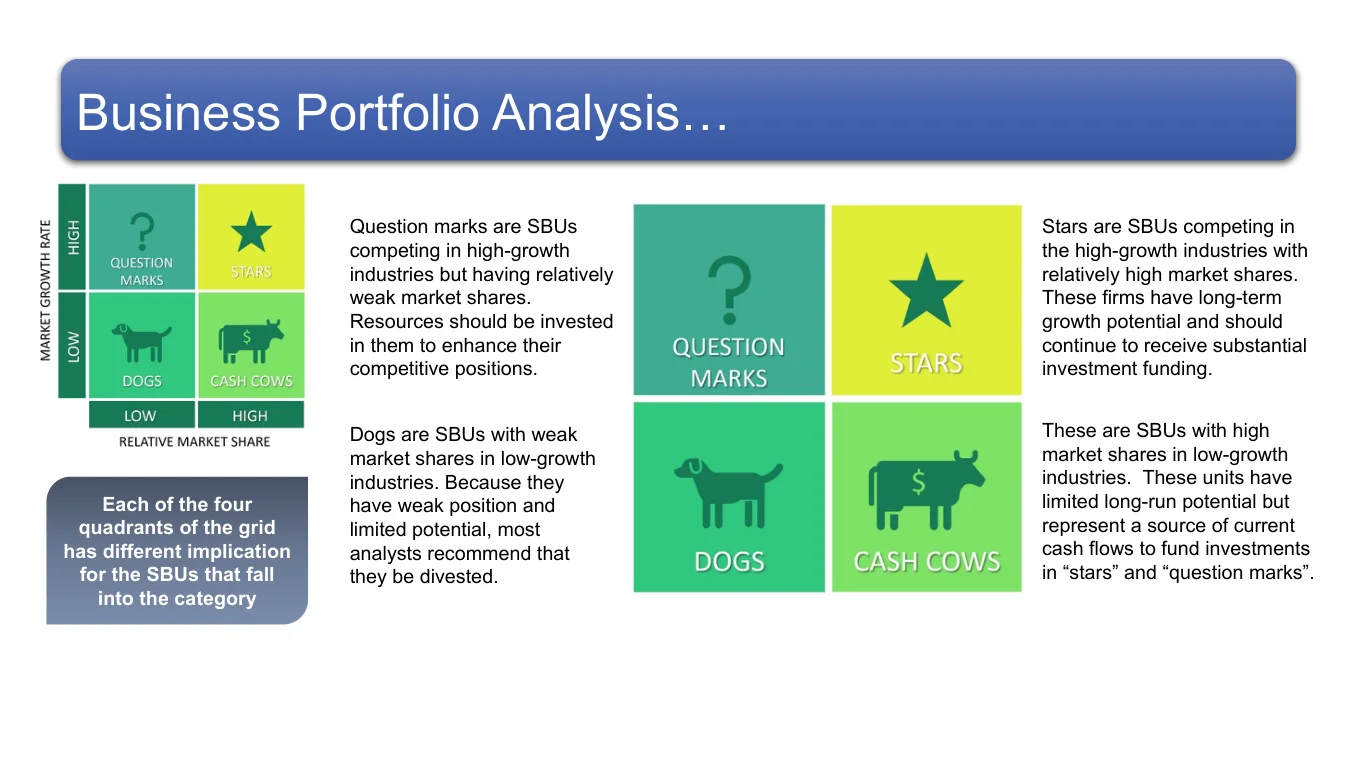 Business Portfolio Analysis…
MARKET GROWTH RATE
HIGH
LOW
QUESTION
MARKS
STARS
DOGS
CASH COWS
LOW
HIGH
RELATIVE MARKET SHARE
Each of the four
quadrants of the grid
has different implication
for the SBUs that fall
into the category
Question marks are SBUs
competing in high-growth
industries but having relatively
weak market shares.
Resources should be invested
in them to enhance their
competitive positions.
Dogs are SBUs with weak
market shares in low-growth
industries. Because they
have weak position and
limited potential, most
analysts recommend that
they be divested.
QUESTION
MARKS
STARS
DOGS
$
CASH COWS
Stars are SBUs competing in
the high-growth industries with
relatively high market shares.
These firms have long-term
growth potential and should
continue to receive substantial
investment funding.
These are SBUs with high
market shares in low-growth
industries.  These units have
limited long-run potential but
represent a source of current
cash flows to fund investments
in “stars” and “question marks”.